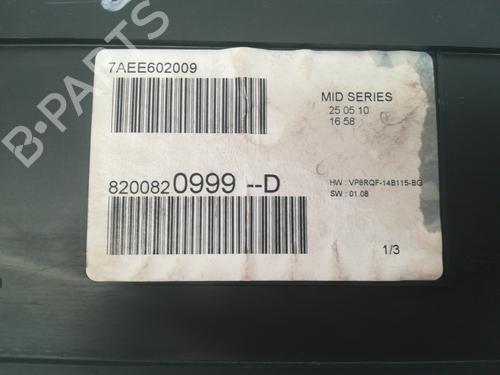 7AEE602009
MID SERIES
25 05 10
16 58
8200820999 --D
HW : VP6RQF-14B115-BG
SW : 01.08
1/3
B-PARTS